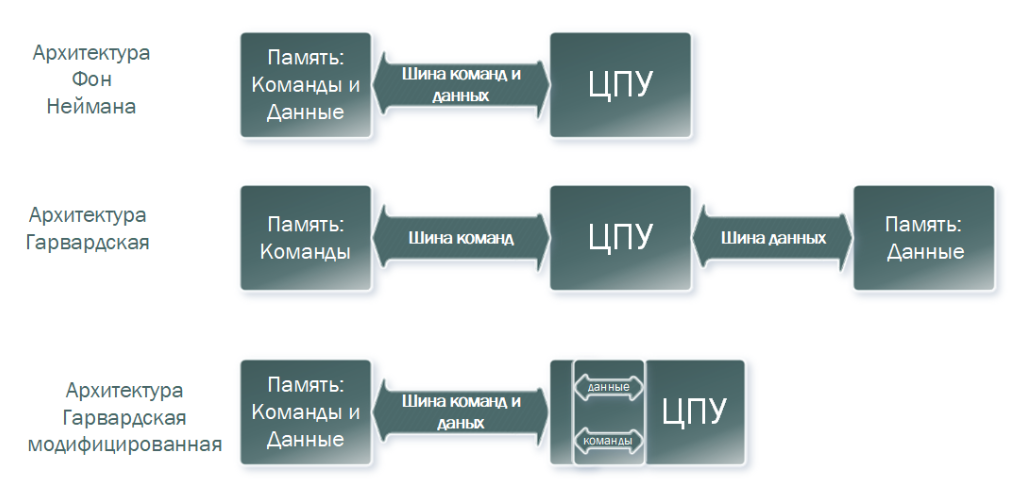 Архитектура
Фон
Неймана
Память:
Команды и
Данные
Шина команд и
данных
ЦПУ
Архитектура
Гарвардская
Память:
Команды
Шина команд
ЦПУ
Шина данных
Память:
Данные
Архитектура
Гарвардская
модифицированная
Память:
Команды и
Данные
Шина команд и
даных
данные
команды
ЦПУ